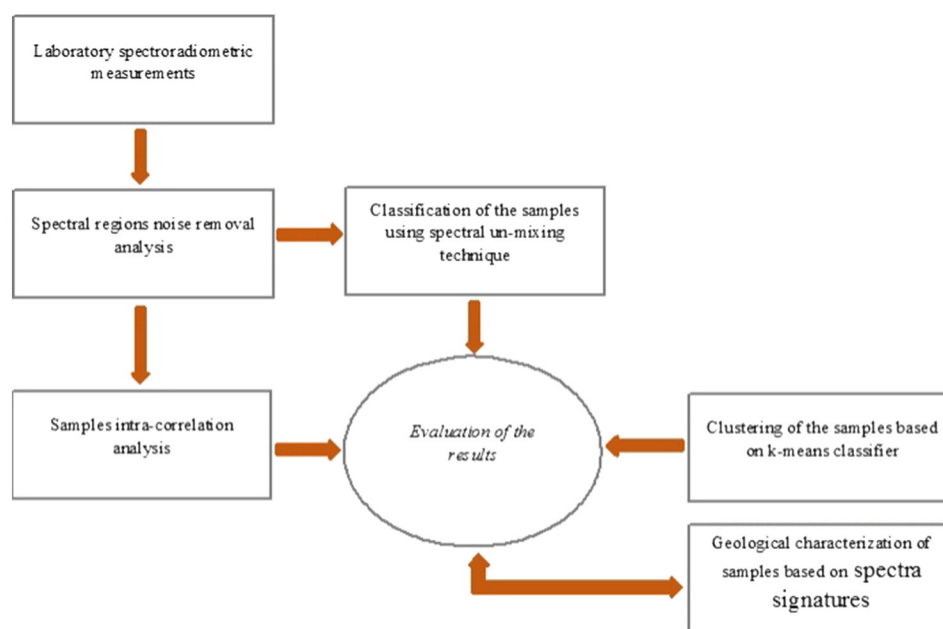 Laboratory spectroradiometric
measurements
Spectral regions noise removal
analysis
Classification of the samples
using spectral un-mixing
technique
Samples intra-correlation
analysis
Evaluation of the
results
Clustering of the samples based
on k-means classifier
Geological characterization of
samples based on spectra
signatures